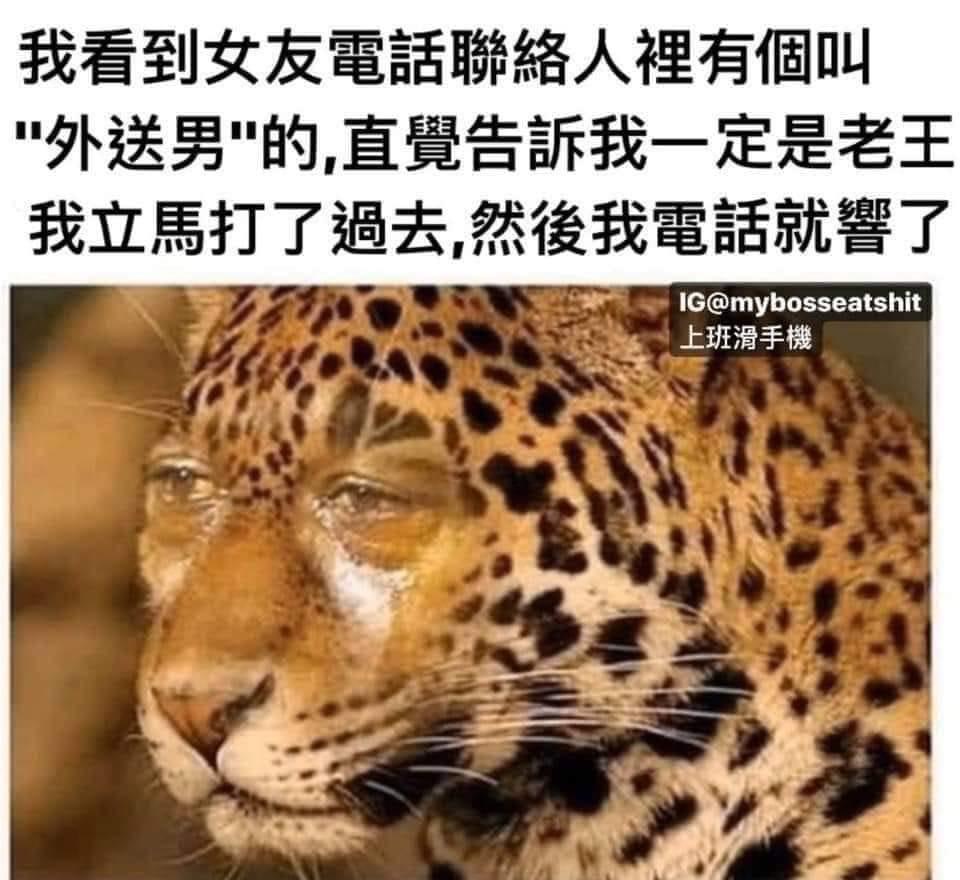 我看到女友電話聯絡人裡有個叫
"外送男"的,直覺告訴我一定是老王
我立馬打了過去,然後我電話就響了
IG@mybosseatshit
上班滑手機